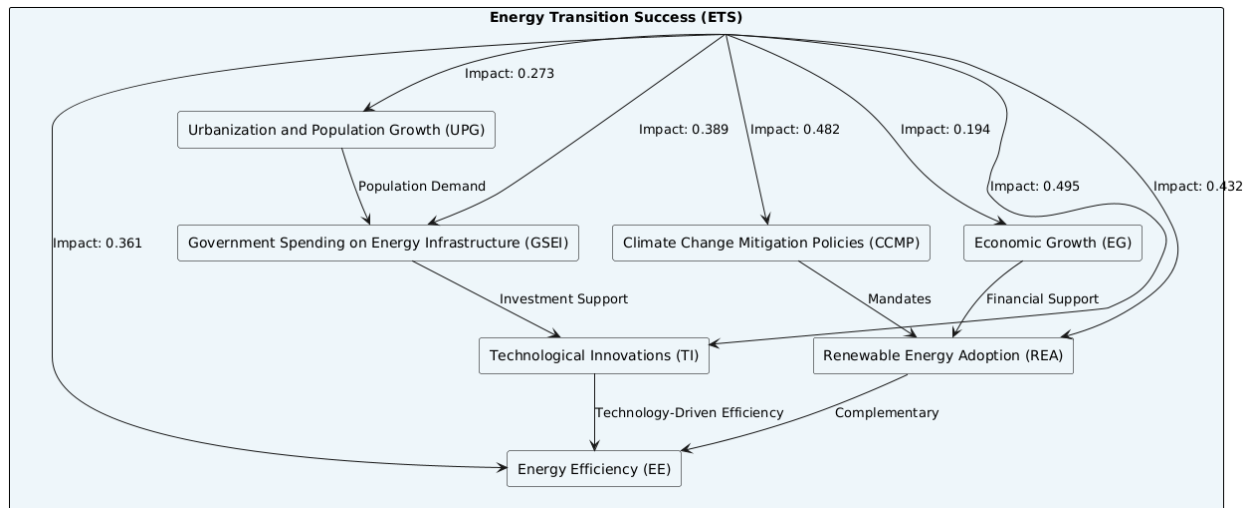 Energy Transition Success (ETS)
Impact: 0.273
Urbanization and Population Growth (UPG)
Impact: 0.389
Impact: 0.482
Impact: 0.194
Population Demand
Impact: 0.495
Impact: 0.432
Impact: 0.361
Government Spending on Energy Infrastructure (GSEI)
Climate Change Mitigation Policies (CCMP)
Economic Growth (EG)
Investment Support
Mandates
Financial Support
Technological Innovations (TI)
Renewable Energy Adoption (REA)
Technology-Driven Efficiency
Complementary
Energy Efficiency (EE)